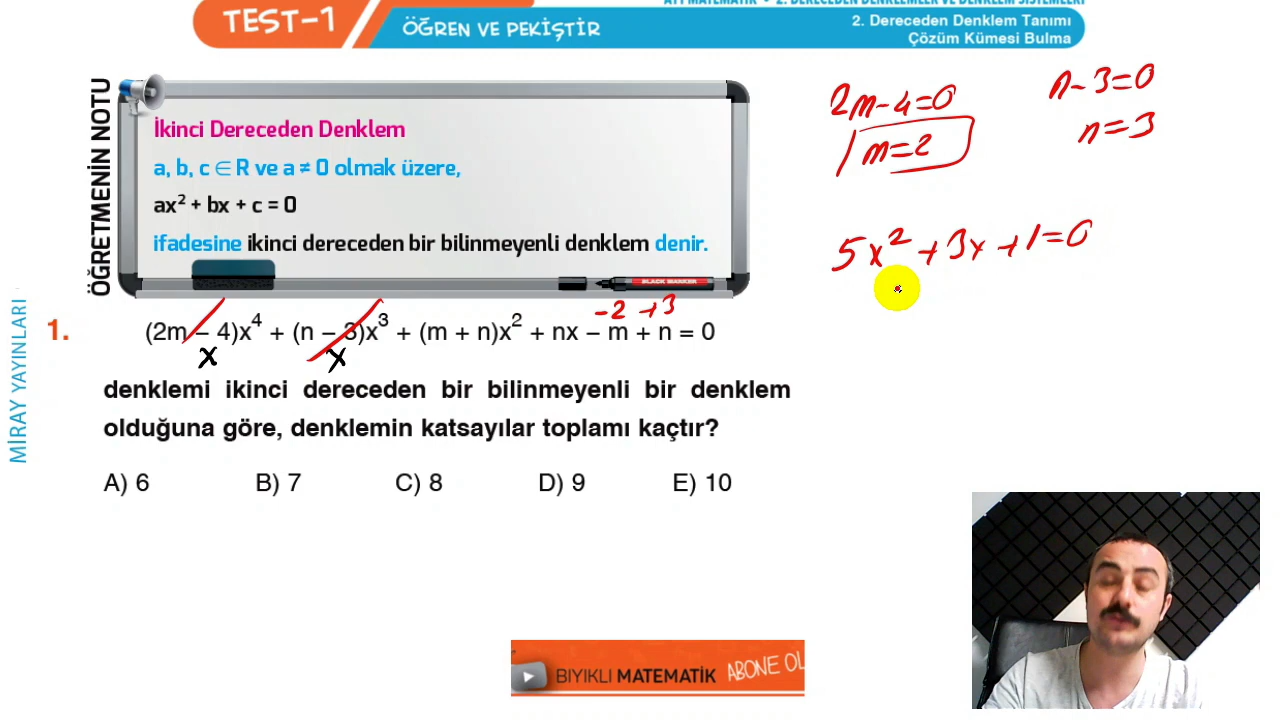 TEST-1
ÖĞREN VE PEKİŞTİR
2. Dereceden Denklem Tanımı
Çözüm Kümesi Bulma
ÖĞRETMENİN NOTU
İkinci Dereceden Denklem
a, b, c ∈ R ve a ≠ 0 olmak üzere,
ax² + bx + c = 0
ifadesine ikinci dereceden bir bilinmeyenli denklem denir.
BLACK MARKER
2m-4=0
m=2
n-3=0
n=3
5x²+3x+1=0
MİRAY YAYINLARI
-2 +3
1. (2m – 4)x⁴ + (n – 3)x³ + (m + n)x² + nx – m + n = 0
x x
denklemi ikinci dereceden bir bilinmeyenli bir denklem
olduğuna göre, denklemin katsayılar toplamı kaçtır?
A) 6 B) 7 C) 8 D) 9 E) 10
BIYIKLI MATEMATİK ABONE OL